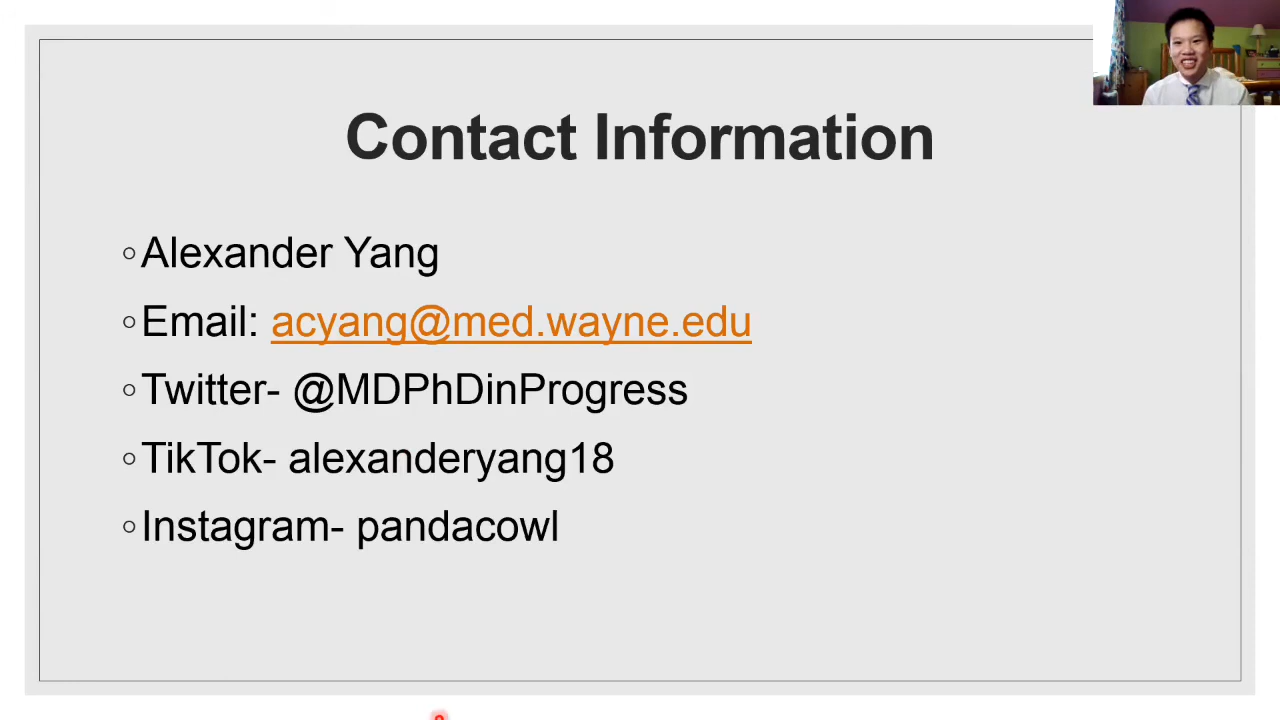 Contact Information
◦Alexander Yang
◦Email: acyang@med.wayne.edu
◦Twitter- @MDPhDinProgress
◦TikTok- alexanderyang18
◦Instagram- pandacowl